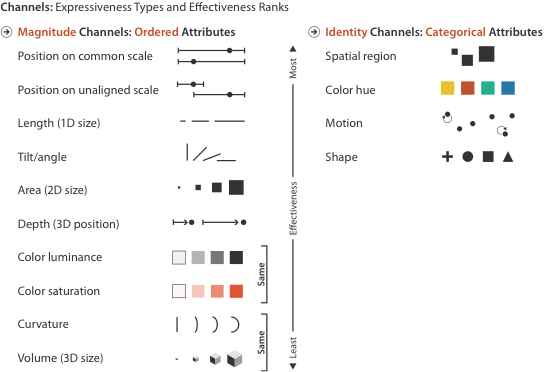 Channels: Expressiveness Types and Effectiveness Ranks
Magnitude Channels: Ordered Attributes
Position on common scale
Position on unaligned scale
Length (1D size)
Tilt/angle
Area (2D size)
Depth (3D position)
Color luminance
Color saturation
Curvature
Volume (3D size)
Same
Same
Most
Effectiveness
Least
Identity Channels: Categorical Attributes
Spatial region
Color hue
Motion
Shape